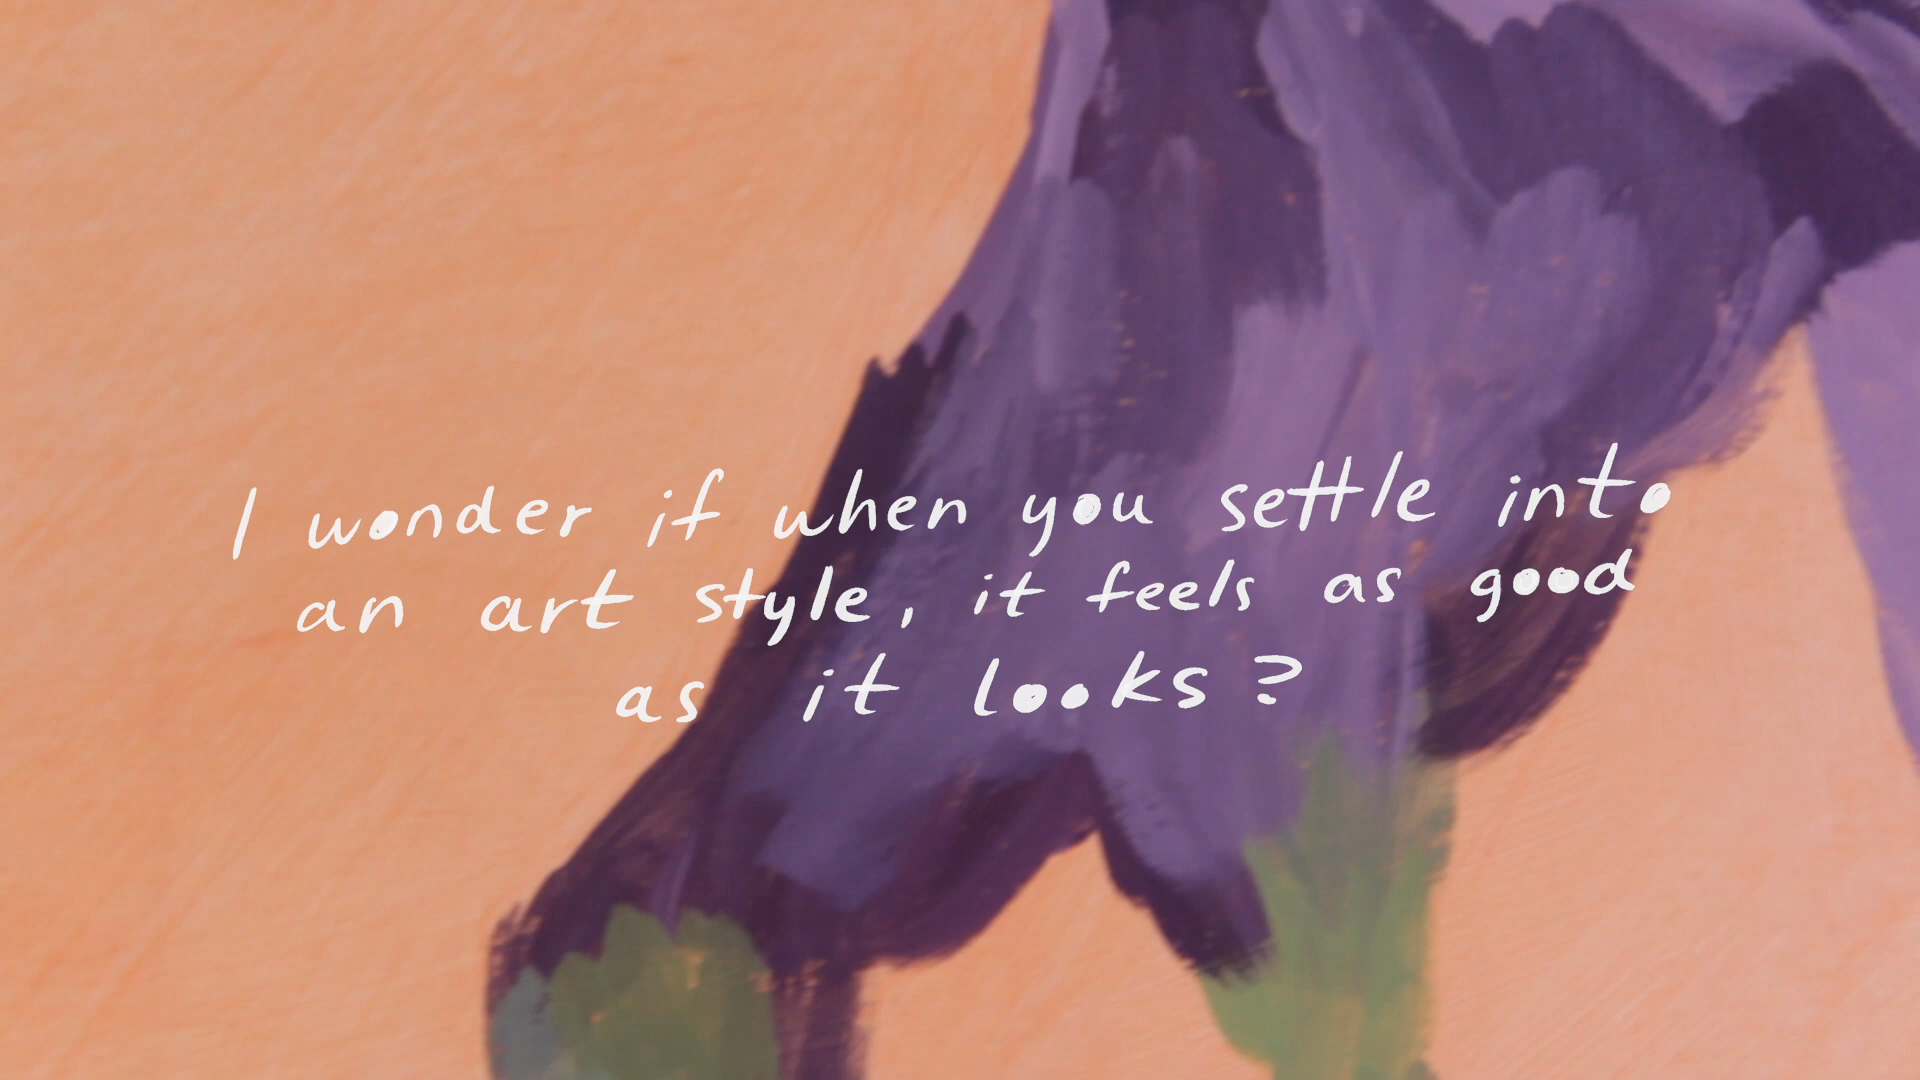 I wonder if when you settle into
an art style, it feels as good
as it looks?